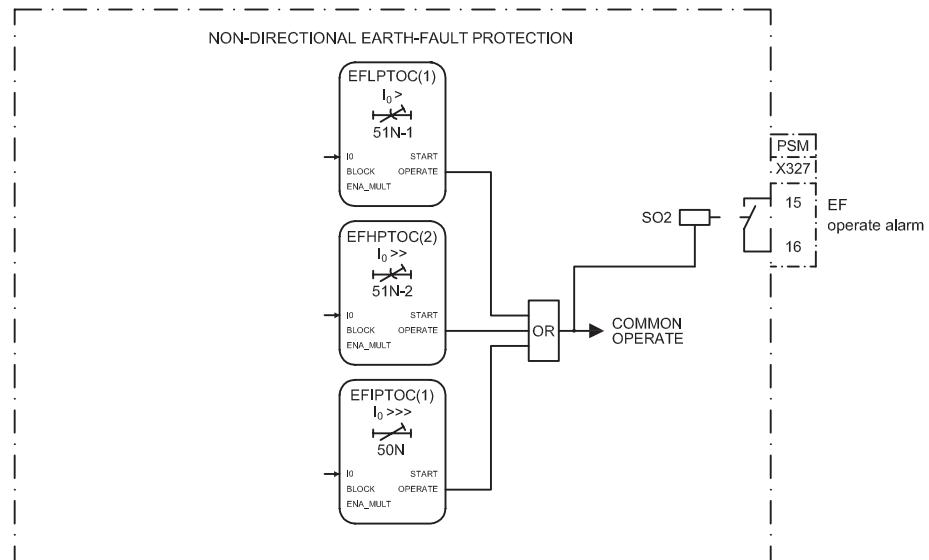 NON-DIRECTIONAL EARTH-FAULT PROTECTION
EFLPTOC(1)
I0 >
51N-1
I0 START
BLOCK OPERATE
ENA_MULT
EFHPTOC(2)
I0 >>
51N-2
I0 START
BLOCK OPERATE
ENA_MULT
EFIPTOC(1)
I0 >>>
50N
I0 START
BLOCK OPERATE
ENA_MULT
OR
COMMON
OPERATE
SO2
PSM
X327
15
16
EF
operate alarm